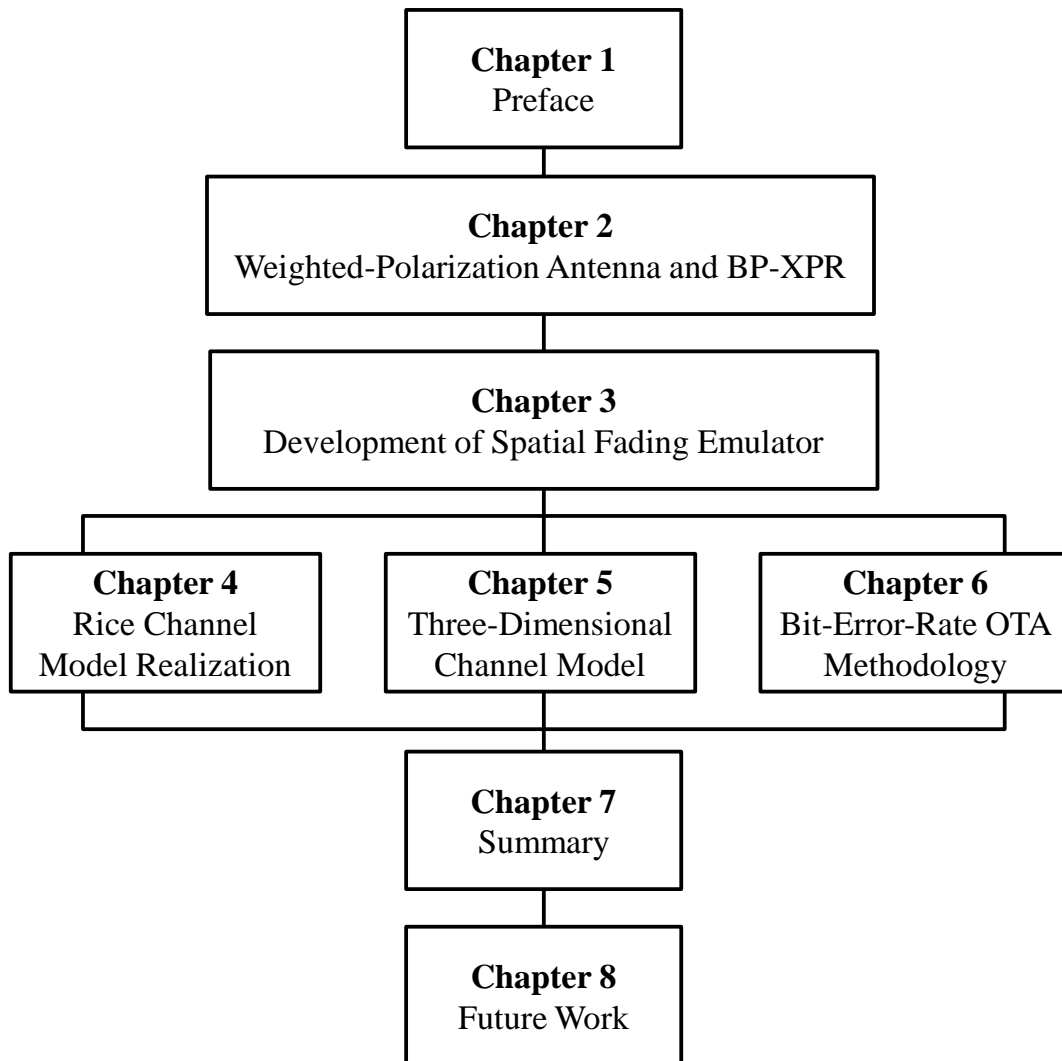 Chapter 1
Preface
Chapter 2
Weighted-Polarization Antenna and BP-XPR
Chapter 3
Development of Spatial Fading Emulator
Chapter 4
Rice Channel
Model Realization
Chapter 5
Three-Dimensional
Channel Model
Chapter 6
Bit-Error-Rate OTA
Methodology
Chapter 7
Summary
Chapter 8
Future Work